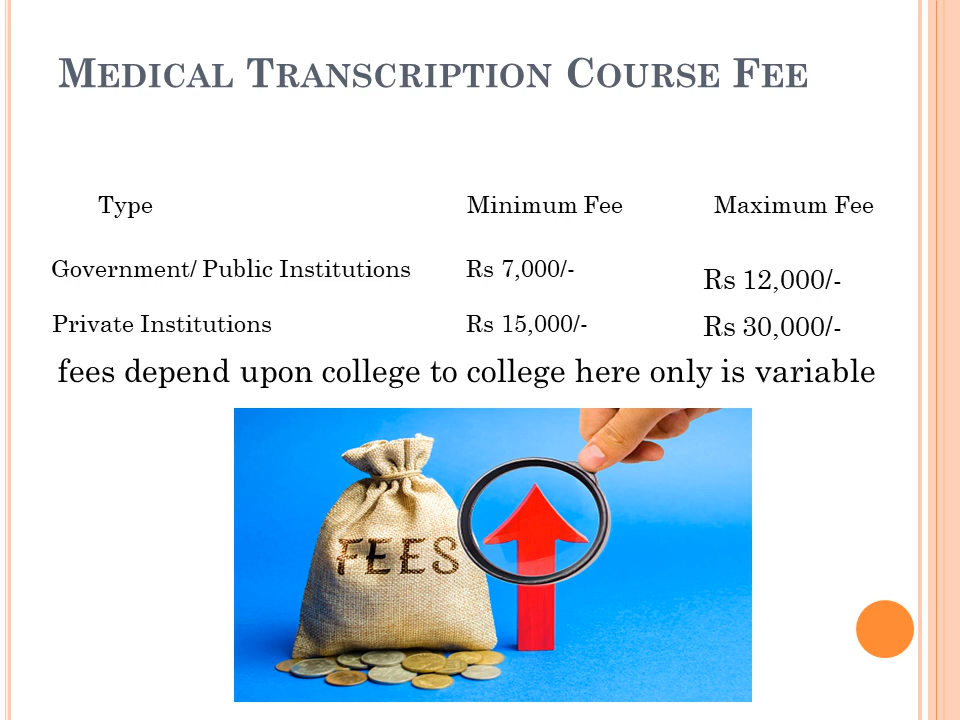 MEDICAL TRANSCRIPTION COURSE FEE
Type Minimum Fee Maximum Fee
Government/ Public Institutions Rs 7,000/- Rs 12,000/-
Private Institutions Rs 15,000/- Rs 30,000/-
fees depend upon college to college here only is variable
FEES